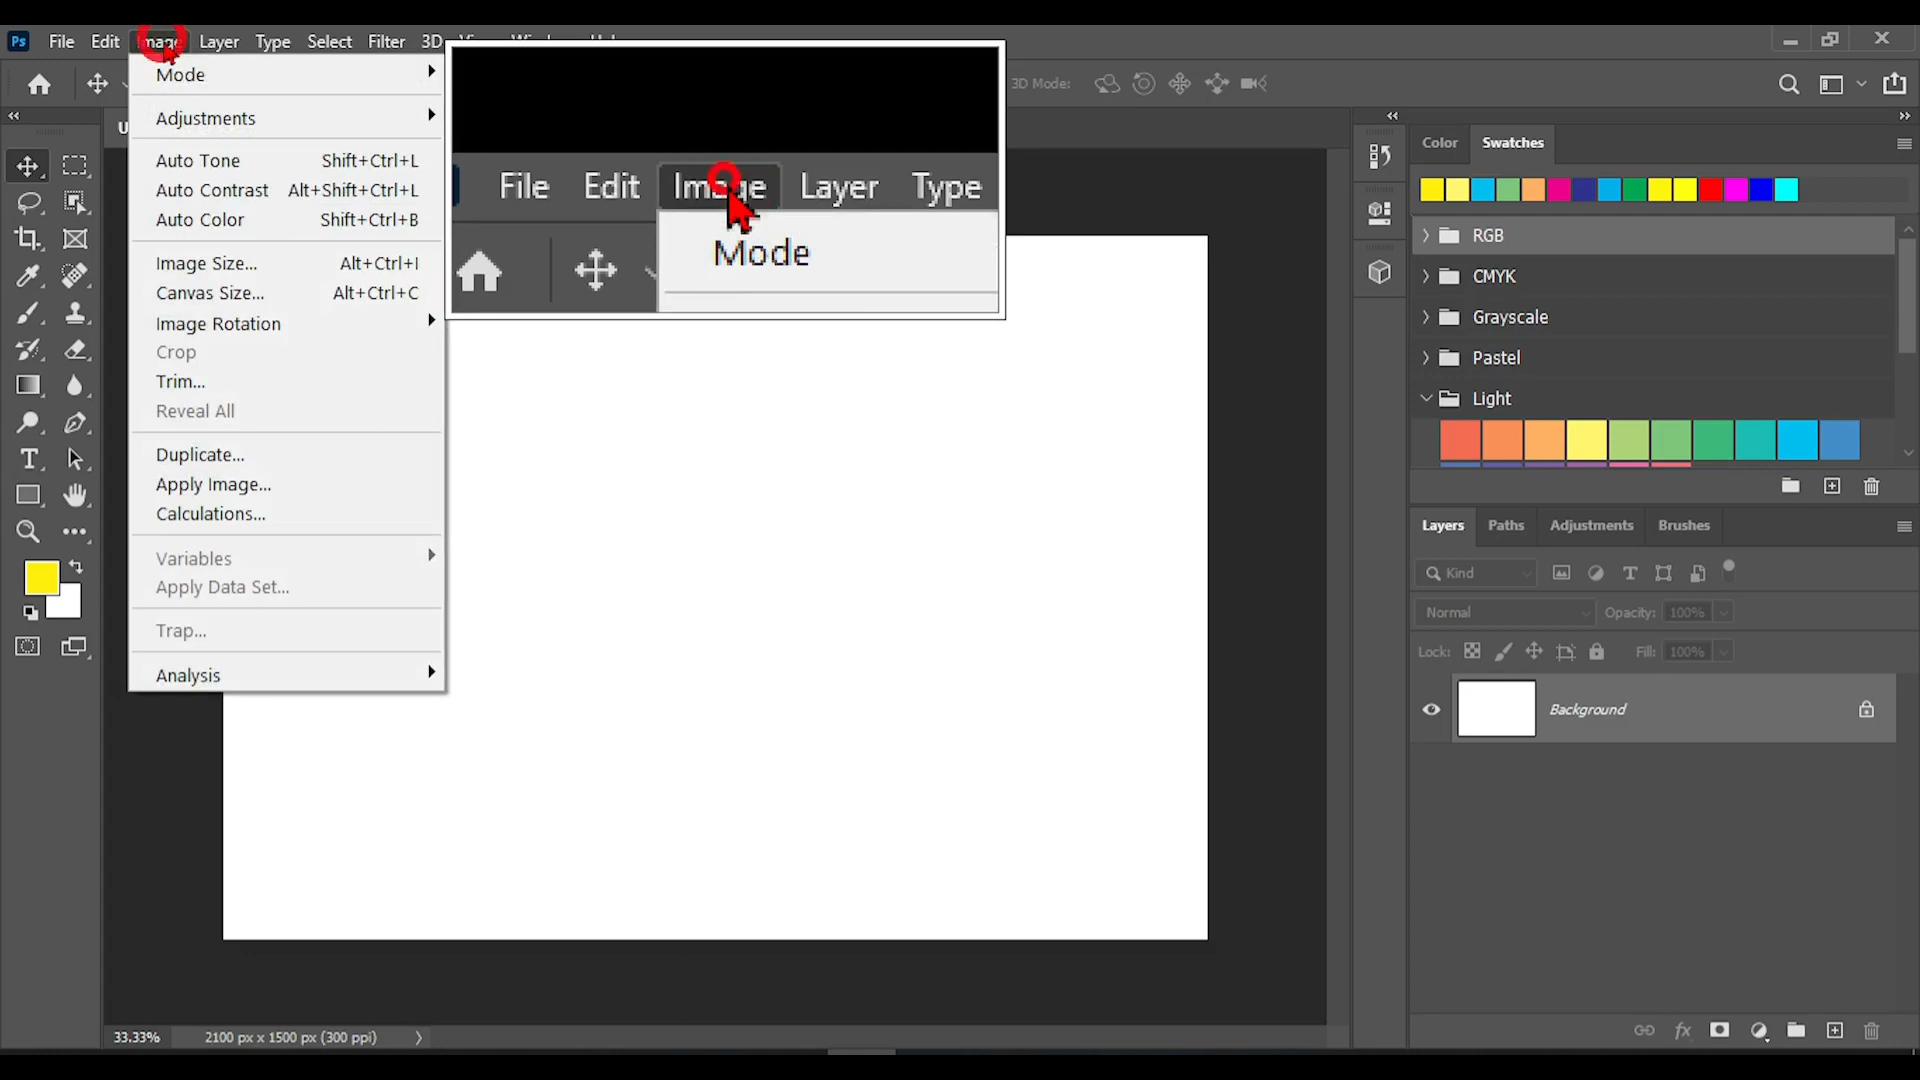 Ps File Edit Image Layer Type Select Filter 3D
3D Mode:
Mode
Adjustments
Auto Tone Shift+Ctrl+L
Auto Contrast Alt+Shift+Ctrl+L
Auto Color Shift+Ctrl+B
Image Size... Alt+Ctrl+I
Canvas Size... Alt+Ctrl+C
Image Rotation
Crop
Trim...
Reveal All
Duplicate...
Apply Image...
Calculations...
Variables
Apply Data Set...
Trap...
Analysis
File Edit Image Layer Type
Mode
Color Swatches
RGB
CMYK
Grayscale
Pastel
Light
Layers Paths Adjustments Brushes
Kind
Normal Opacity: 100%
Lock: Fill: 100%
Background
33.33% 2100 px x 1500 px (300 ppi)